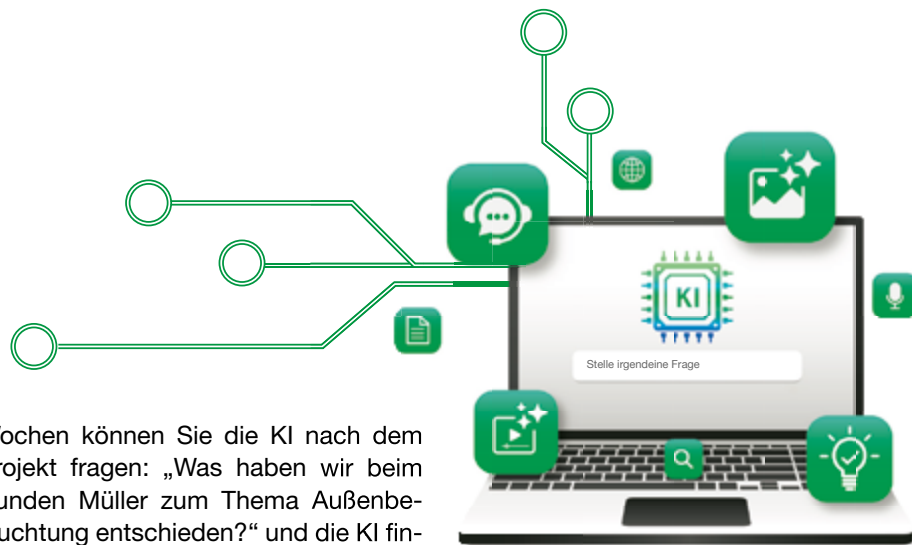 KI
Stelle irgendeine Frage
ochen können Sie die KI nach dem
rojekt fragen: „Was haben wir beim
unden Müller zum Thema Außenbe-
uchtung entschieden?“ und die KI fin-